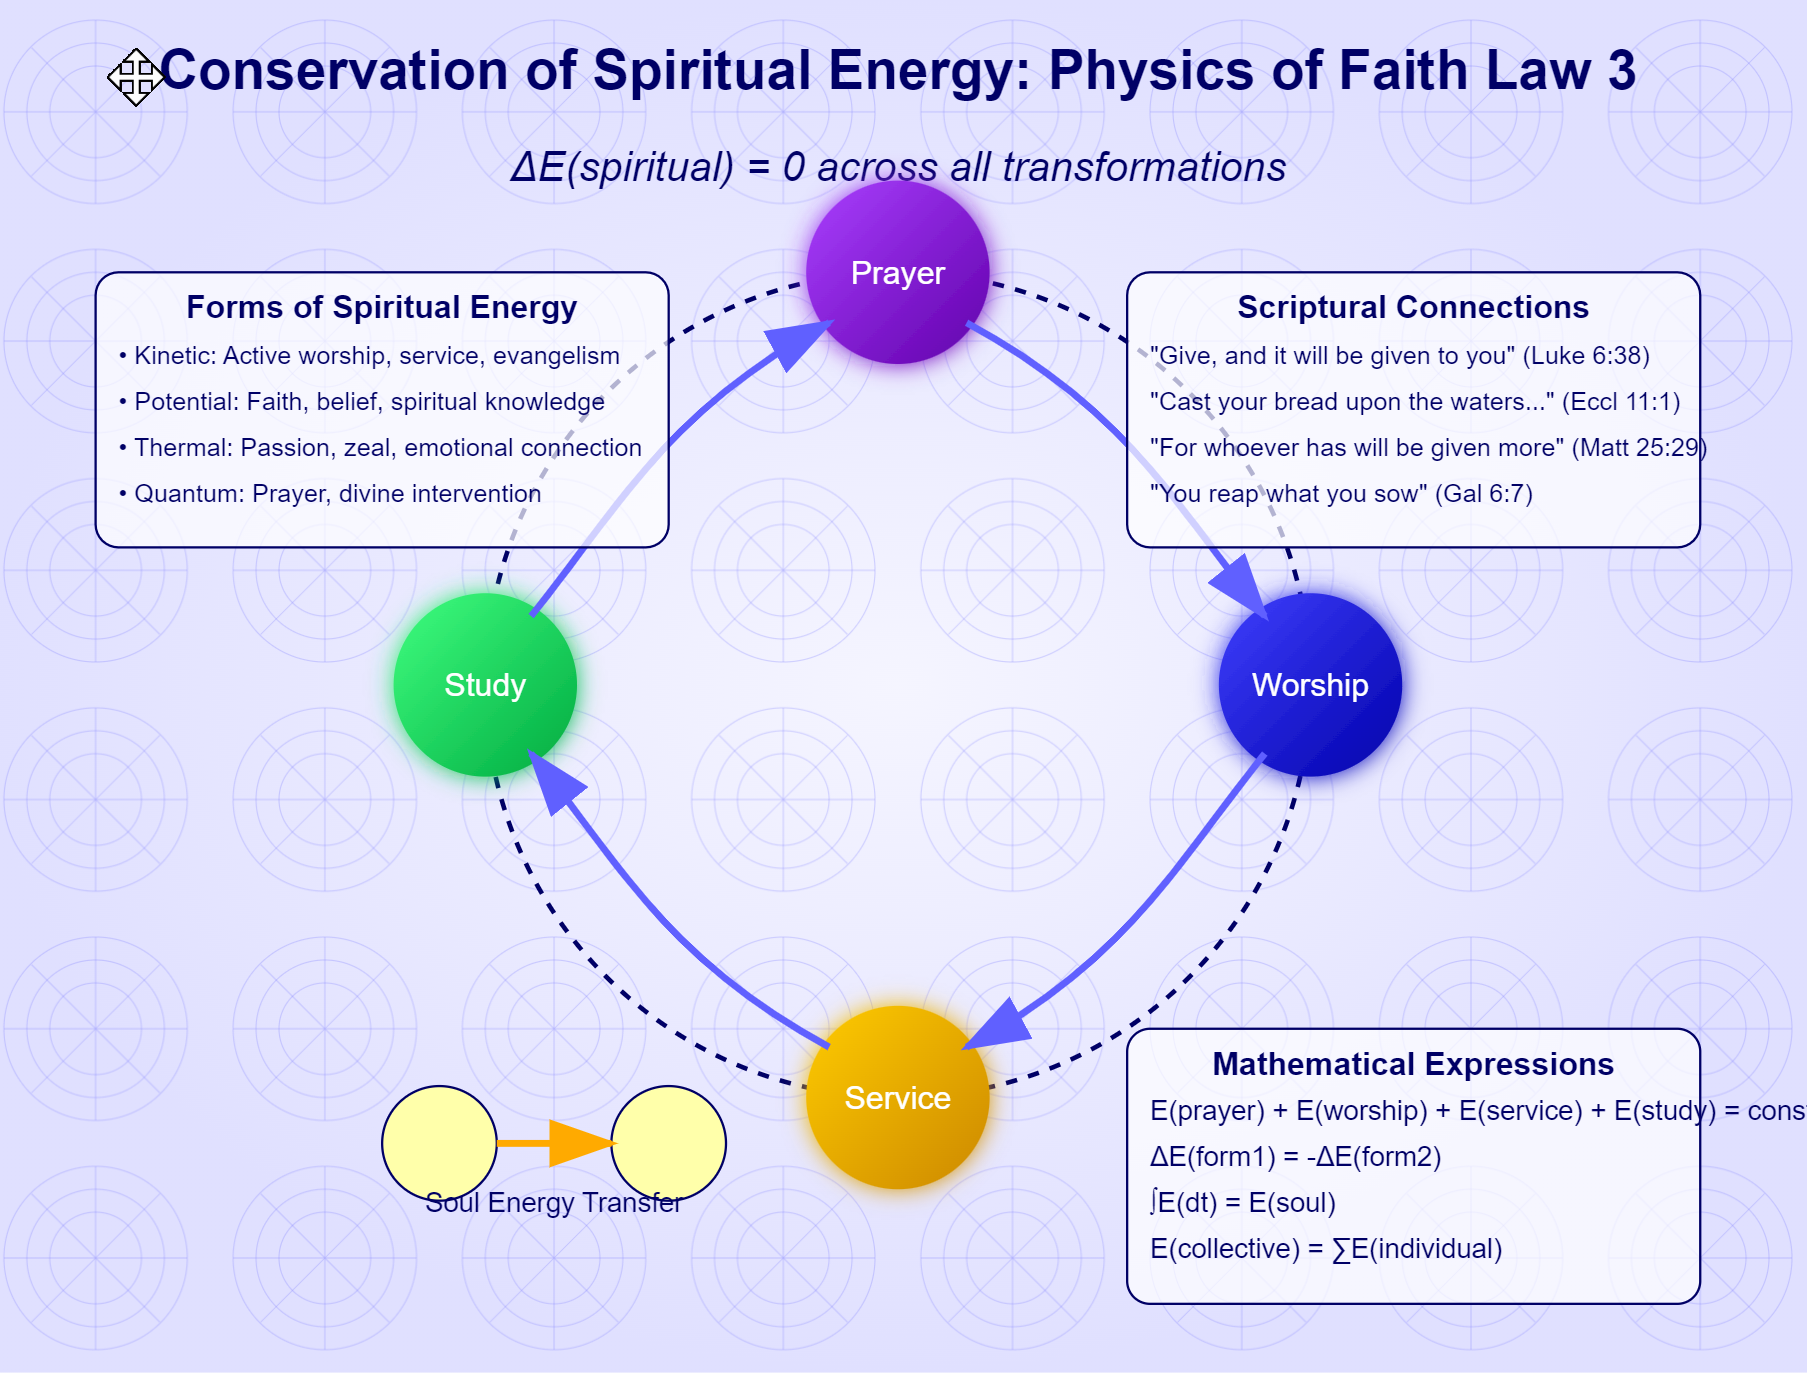 Conservation of Spiritual Energy: Physics of Faith Law 3
ΔE(spiritual) = 0 across all transformations
Prayer
Forms of Spiritual Energy
• Kinetic: Active worship, service, evangelism
• Potential: Faith, belief, spiritual knowledge
• Thermal: Passion, zeal, emotional connection
• Quantum: Prayer, divine intervention
Scriptural Connections
"Give, and it will be given to you" (Luke 6:38)
"Cast your bread upon the waters..." (Eccl 11:1)
"For whoever has will be given more" (Matt 25:29)
"You reap what you sow" (Gal 6:7)
Study
Worship
Service
Soul Energy Transfer
Mathematical Expressions
E(prayer) + E(worship) + E(service) + E(study) = cons
ΔE(form1) = -ΔE(form2)
∫E(dt) = E(soul)
E(collective) = ∑E(individual)